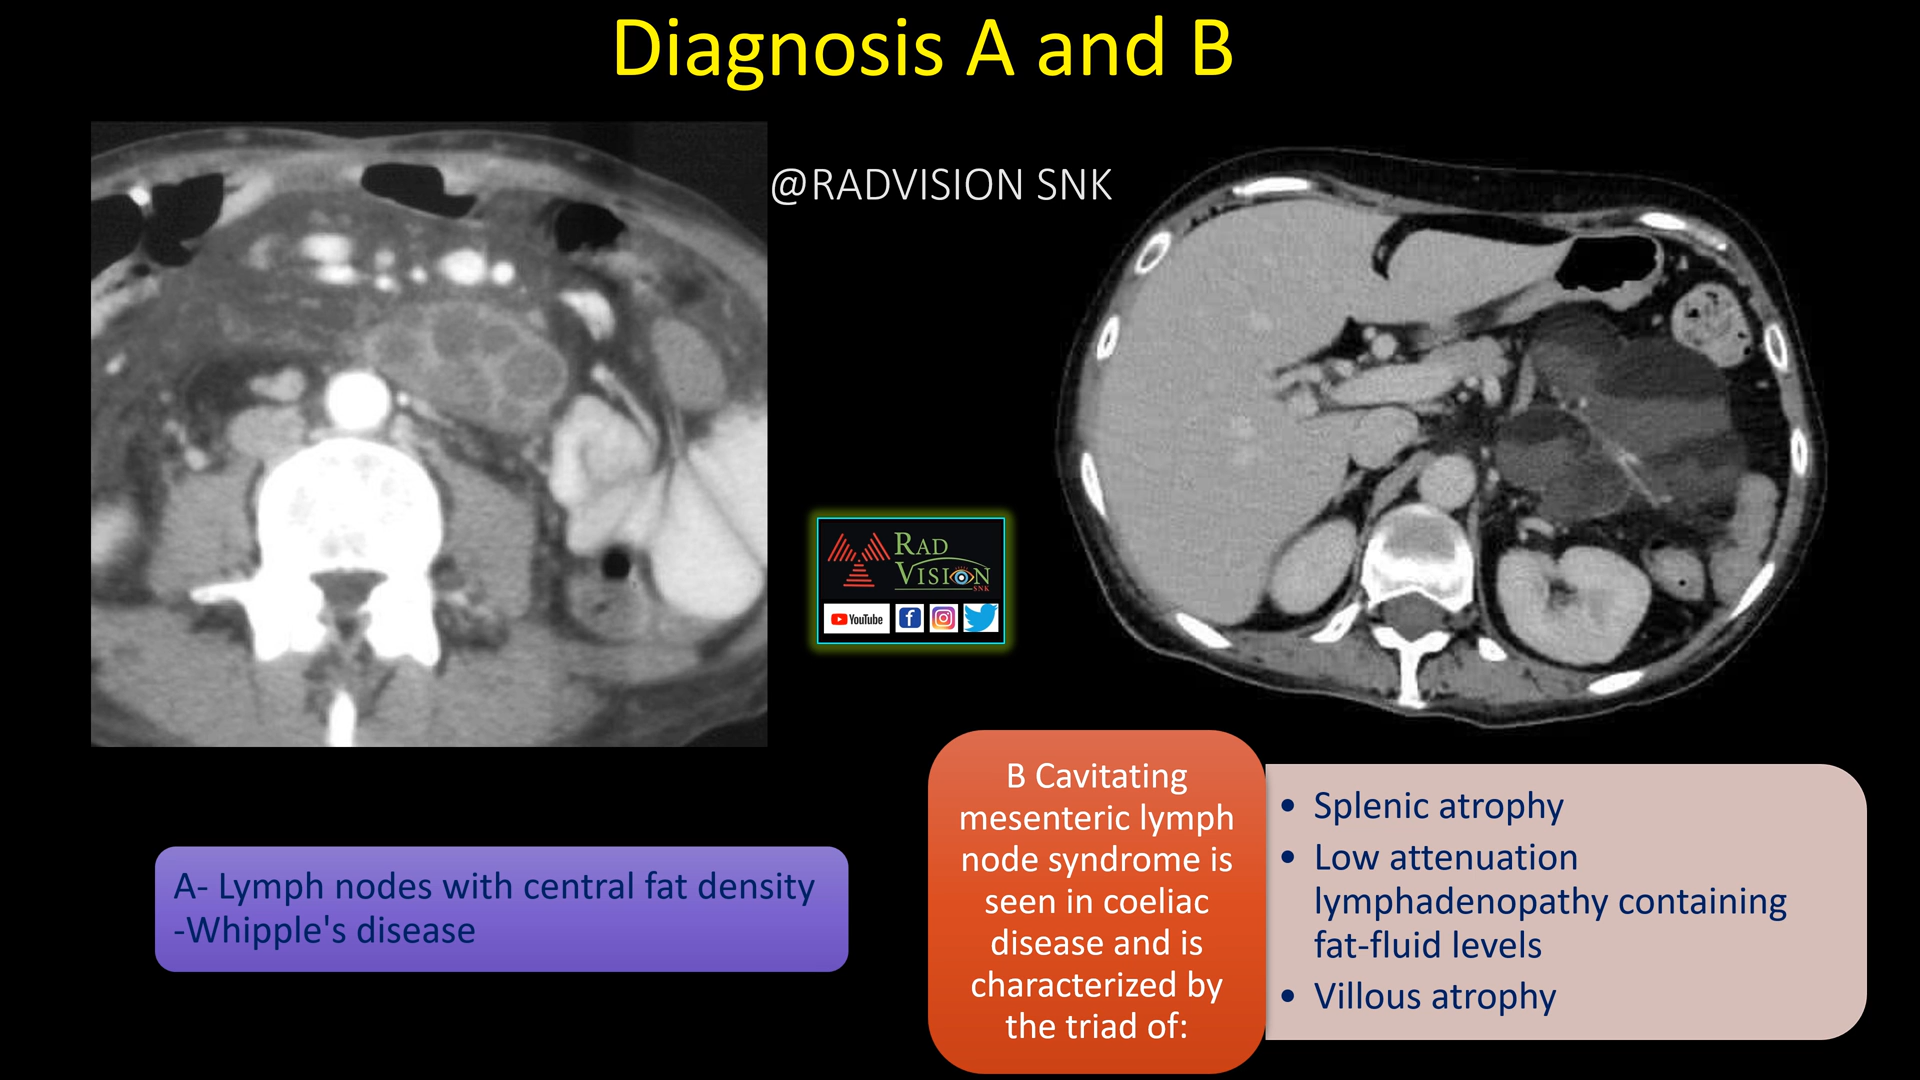 Diagnosis A and B
@RADVISION SNK
RAD
VISION
SNK
YouTube
A- Lymph nodes with central fat density
-Whipple's disease
B Cavitating
mesenteric lymph
node syndrome is
seen in coeliac
disease and is
characterized by
the triad of:
• Splenic atrophy
• Low attenuation
lymphadenopathy containing
fat-fluid levels
• Villous atrophy